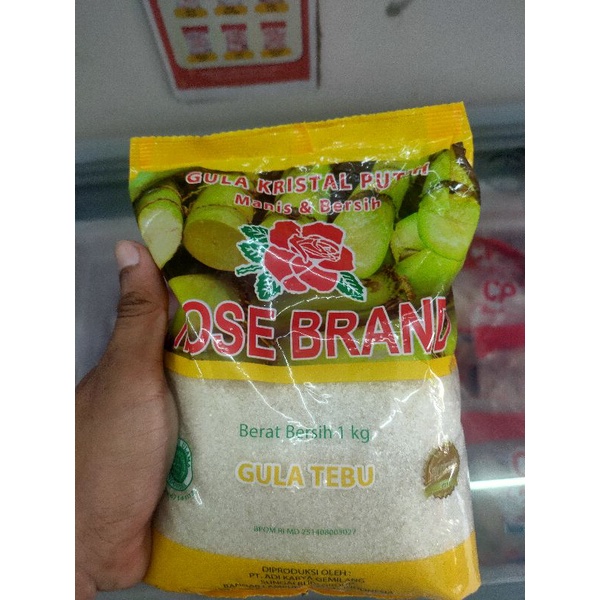 GULA KRISTAL PUTIH
Manis & Bersih
ROSE BRAND
Berat Bersih 1 kg
GULA TEBU
DIPRODUKSI OLEH :
PT. ADI KARYA GEMILANG
CP